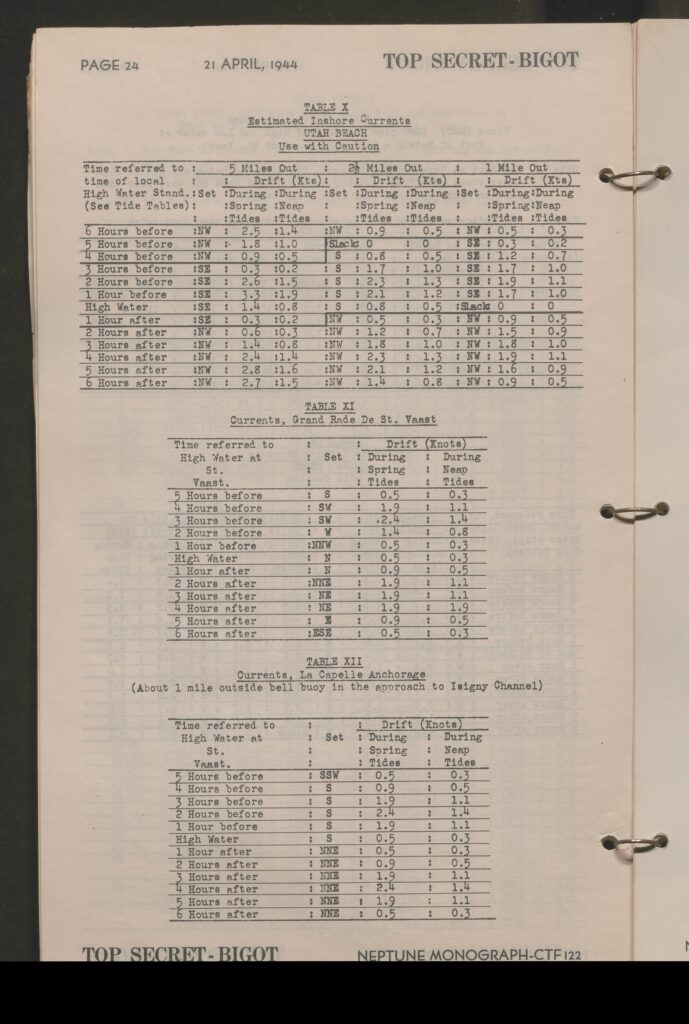 PAGE 24 21 APRIL, 1944 TOP SECRET-BIGOT
TABLE X
Estimated Inshore Currents
UTAH BEACH
Use with Caution
Time referred to : 5 Miles Out : 2½ Miles Out : 1 Mile Out
time of local : : Drift (Kts): : Drift (Kts) : : Drift (Kts)
High Water Stand.:Set :During :During :Set :During :During :Set :During:During
(See Tide Tables): :Spring :Neap : :Spring :Neap : :Spring:Neap
: :Tides :Tides : :Tides :Tides : :Tides :Tides
6 Hours before :NW : 2.5 :1.4 :NW : 0.9 : 0.5 : NW : 0.5 : 0.3
5 Hours before :NW : 1.8 :1.0 :Slack: 0 : 0 : SE : 0.3 : 0.2
4 Hours before :NW : 0.9 :0.5 : S : 0.8 : 0.5 : SE : 1.2 : 0.7
3 Hours before :SE : 0.3 :0.2 : S : 1.7 : 1.0 : SE : 1.7 : 1.0
2 Hours before :SE : 2.6 :1.5 : S : 2.3 : 1.3 : SE : 1.9 : 1.1
1 Hour before :SE : 3.3 :1.9 : S : 2.1 : 1.2 : SE : 1.7 : 1.0
High Water :SE : 1.4 :0.8 : S : 0.8 : 0.5 :Slack: 0 : 0
1 Hour after :SE : 0.3 :0.2 :NW : 0.5 : 0.3 : NW : 0.9 : 0.5
2 Hours after :NW : 0.6 :0.3 :NW : 1.2 : 0.7 : NW : 1.5 : 0.9
3 Hours after :NW : 1.4 :0.8 :NW : 1.8 : 1.0 : NW : 1.8 : 1.0
4 Hours after :NW : 2.4 :1.4 :NW : 2.3 : 1.3 : NW : 1.9 : 1.1
5 Hours after :NW : 2.8 :1.6 :NW : 2.1 : 1.2 : NW : 1.6 : 0.9
6 Hours after :NW : 2.7 :1.5 :NW : 1.4 : 0.8 : NW : 0.9 : 0.5
TABLE XI
Currents, Grand Rade De St. Vaast
Time referred to : : Drift (Knots)
High Water at : Set : During : During
St. : : Spring : Neap
Vaast. : : Tides : Tides
5 Hours before : S : 0.5 : 0.3
4 Hours before : SW : 1.9 : 1.1
3 Hours before : SW : 2.4 : 1.4
2 Hours before : W : 1.4 : 0.8
1 Hour before :NNW : 0.5 : 0.3
High Water : N : 0.5 : 0.3
1 Hour after : N : 0.9 : 0.5
2 Hours after :NNE : 1.9 : 1.1
3 Hours after : NE : 1.9 : 1.1
4 Hours after : NE : 1.9 : 1.9
5 Hours after : E : 0.9 : 0.5
6 Hours after :ESE : 0.5 : 0.3
TABLE XII
Currents, La Capelle Anchorage
(About 1 mile outside bell buoy in the approach to Isigny Channel)
Time referred to : : Drift (Knots)
High Water at : Set : During : During
St. : : Spring : Neap
Vaast. : : Tides : Tides
5 Hours before : SSW : 0.5 : 0.3
4 Hours before : S : 0.9 : 0.5
3 Hours before : S : 1.9 : 1.1
2 Hours before : S : 2.4 : 1.4
1 Hour before : S : 1.9 : 1.1
High Water : S : 0.5 : 0.3
1 Hour after : NNE : 0.5 : 0.3
2 Hours after : NNE : 0.9 : 0.5
3 Hours after : NNE : 1.9 : 1.1
4 Hours after : NNE : 2.4 : 1.4
5 Hours after : NNE : 1.9 : 1.1
6 Hours after : NNE : 0.5 : 0.3
TOP SECRET-BIGOT NEPTUNE MONOGRAPH-CTF 122